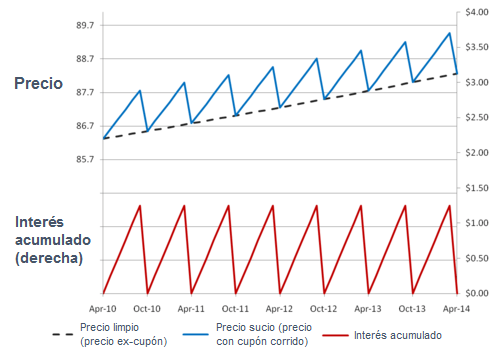 89.7
88.7
87.7
86.7
85.7
Precio
Interés
acumulado
(derecha)
$4.00
$3.50
$3.00
$2.50
$2.00
$1.50
$1.00
$0.50
$0.00
Apr-10
Oct-10
Apr-11
Oct-11
Apr-12
Oct-12
Apr-13
Oct-13
Apr-14
Precio limpio
(precio ex-cupón)
Precio sucio (precio
con cupón corrido)
Interés acumulado